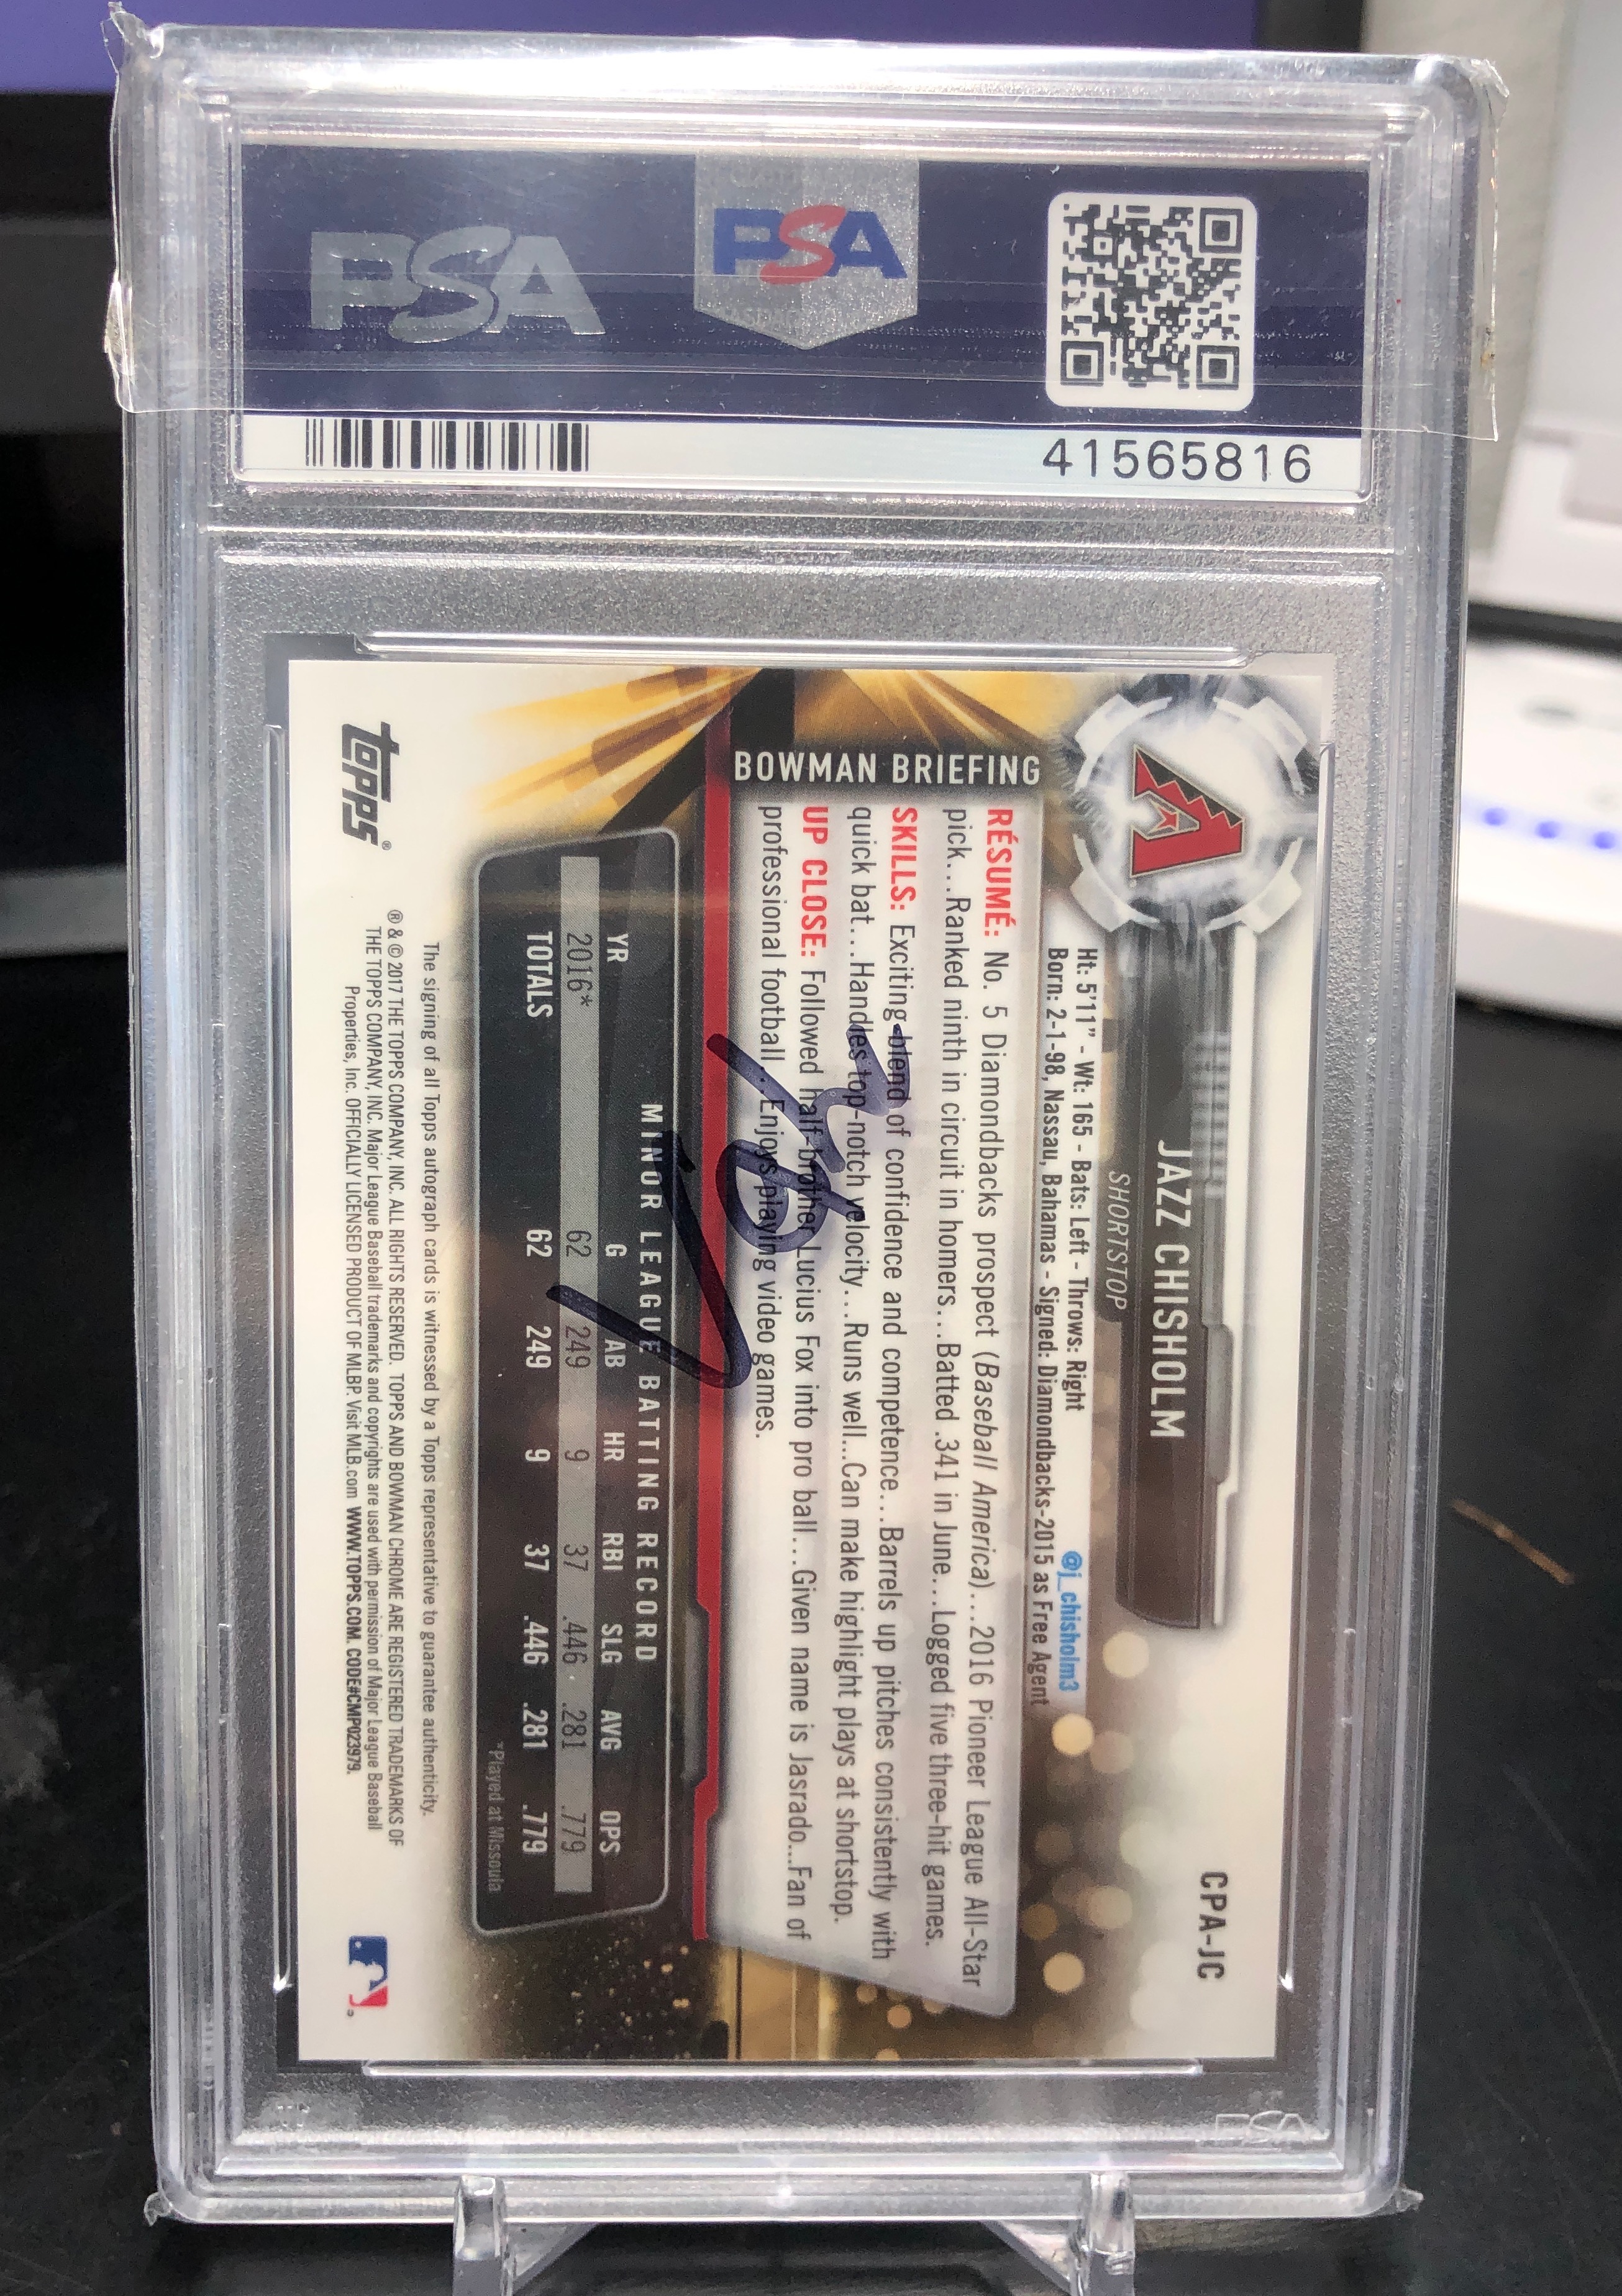 PSA
PSA
41565816
CPA-JC
JAZZ CHISHOLM
SHORTSTOP
@j_chisholm3
Ht: 5'11" - Wt: 165 - Bats: Left - Throws: Right
Born: 2-1-98, Nassau, Bahamas - Signed: Diamondbacks-2015 as Free Agent
BOWMAN BRIEFING
RÉSUMÉ: No. 5 Diamondbacks prospect (Baseball America)...2016 Pioneer League All-Star
pick...Ranked ninth in circuit in homers...Batted .341 in June...Logged five three-hit games.
SKILLS: Exciting blend of confidence and competence...Barrels up pitches consistently with
quick bat...Handles top-notch velocity...Runs well...Can make highlight plays at shortstop.
UP CLOSE: Followed half-brother Lucius Fox into pro ball...Given name is Jasrado...Fan of
professional football...Enjoys playing video games.
MINOR LEAGUE BATTING RECORD
YR G AB HR RBI SLG AVG OPS
2016* 62 249 9 37 .446 .281 .779
TOTALS 62 249 9 37 .446 .281 .779
*Played at Missoula
The signing of all Topps autograph cards is witnessed by a Topps representative to guarantee authenticity.
® & © 2017 THE TOPPS COMPANY, INC. ALL RIGHTS RESERVED. TOPPS AND BOWMAN CHROME ARE REGISTERED TRADEMARKS OF
THE TOPPS COMPANY, INC. Major League Baseball trademarks and copyrights are used with permission of Major League Baseball
Properties, Inc. OFFICIALLY LICENSED PRODUCT OF MLBP. Visit MLB.com WWW.TOPPS.COM. CODE#CMP023979.
topps®
PSA